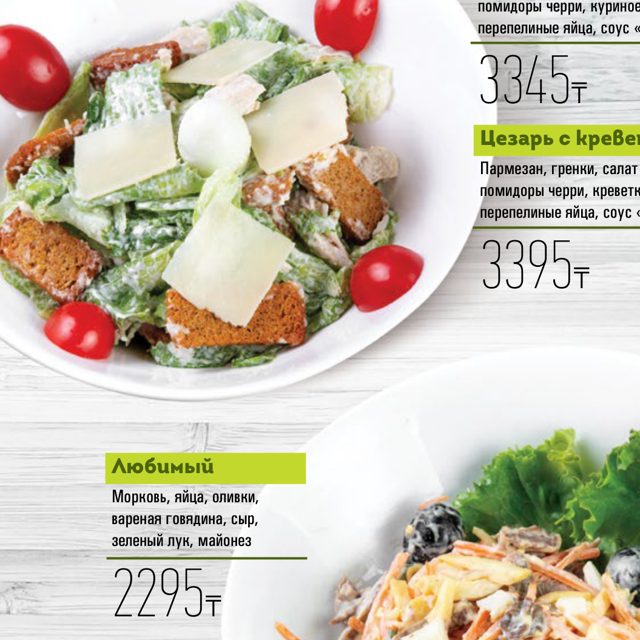 помидоры черри, куриное
перепелиные яйца, соус «
3345₸
Цезарь с креве
Пармезан, гренки, салат
помидоры черри, креветк
перепелиные яйца, соус «
3395₸
Любимый
Морковь, яйца, оливки,
вареная говядина, сыр,
зеленый лук, майонез
2295₸